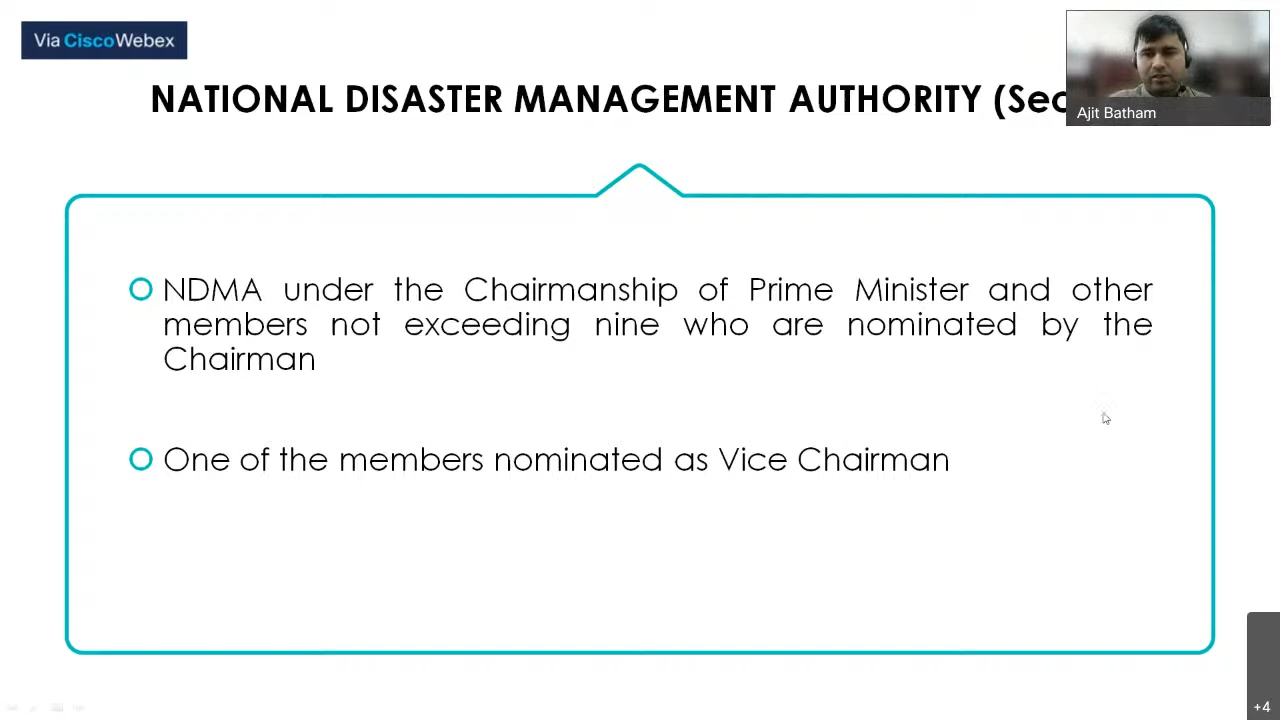 Via CiscoWebex
NATIONAL DISASTER MANAGEMENT AUTHORITY (Sec
Ajit Batham
NDMA under the Chairmanship of Prime Minister and other
members not exceeding nine who are nominated by the
Chairman
One of the members nominated as Vice Chairman
+4